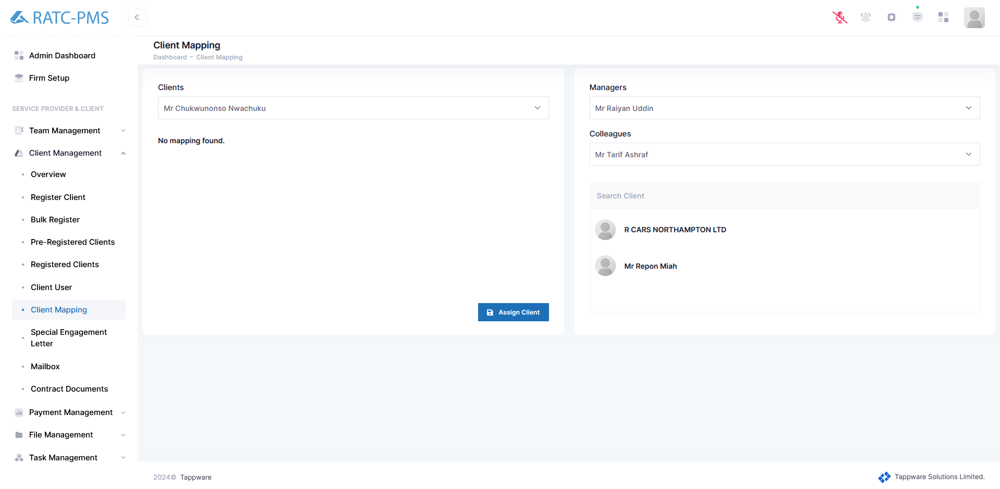 RATC-PMS
Admin Dashboard
Firm Setup
SERVICE PROVIDER & CLIENT
Team Management
Client Management
Overview
Register Client
Bulk Register
Pre-Registered Clients
Registered Clients
Client User
Client Mapping
Special Engagement
Letter
Mailbox
Contract Documents
Payment Management
File Management
Task Management
Client Mapping
Dashboard - Client Mapping
Clients
Mr Chukwunonso Nwachuku
No mapping found.
Assign Client
Managers
Mr Raiyan Uddin
Colleagues
Mr Tarif Ashraf
Search Client
R CARS NORTHAMPTON LTD
Mr Repon Miah
2024© Tappware
Tappware Solutions Limited.